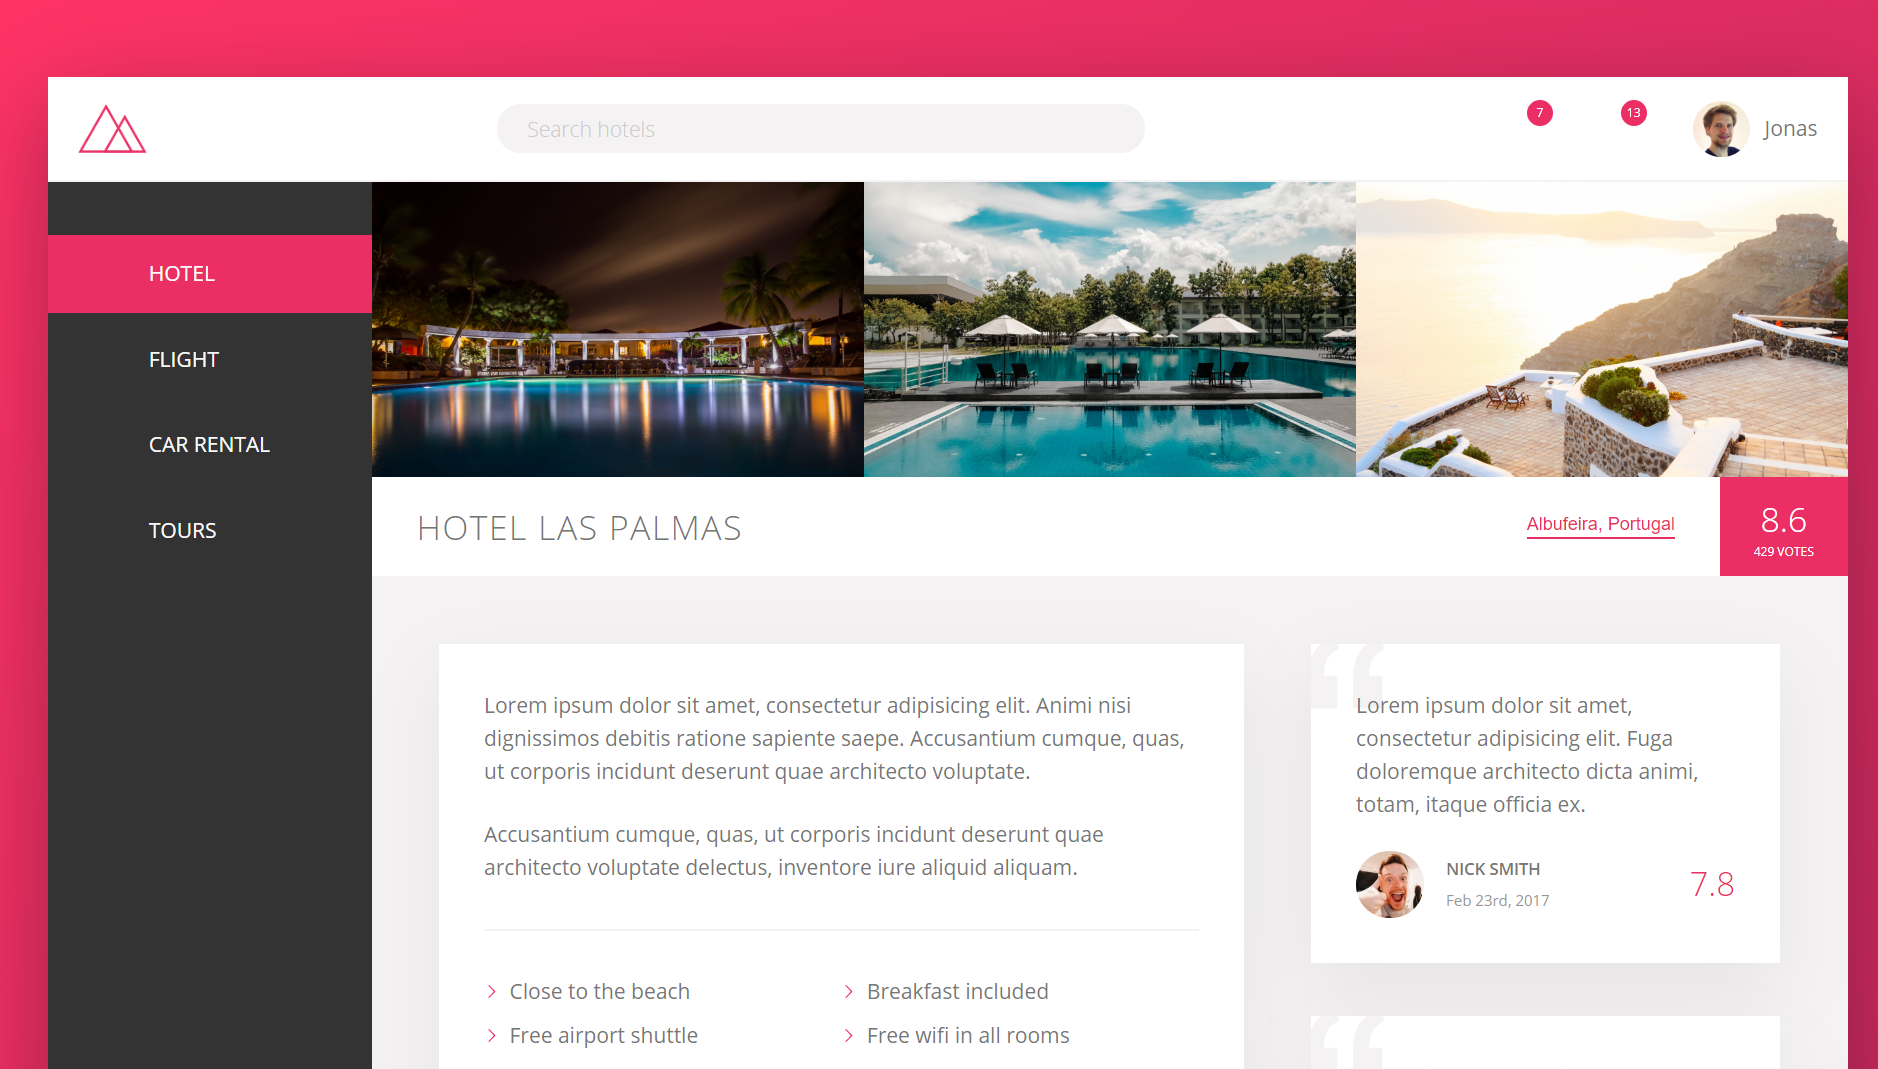 Search hotels
7
13
Jonas
HOTEL
FLIGHT
CAR RENTAL
TOURS
HOTEL LAS PALMAS
Albufeira, Portugal
8.6
429 VOTES
Lorem ipsum dolor sit amet, consectetur adipisicing elit. Animi nisi
dignissimos debitis ratione sapiente saepe. Accusantium cumque, quas,
ut corporis incidunt deserunt quae architecto voluptate.
Accusantium cumque, quas, ut corporis incidunt deserunt quae
architecto voluptate delectus, inventore iure aliquid aliquam.
Close to the beach
Breakfast included
Free airport shuttle
Free wifi in all rooms
“
Lorem ipsum dolor sit amet,
consectetur adipisicing elit. Fuga
doloremque architecto dicta animi,
totam, itaque officia ex.
NICK SMITH
Feb 23rd, 2017
7.8
“